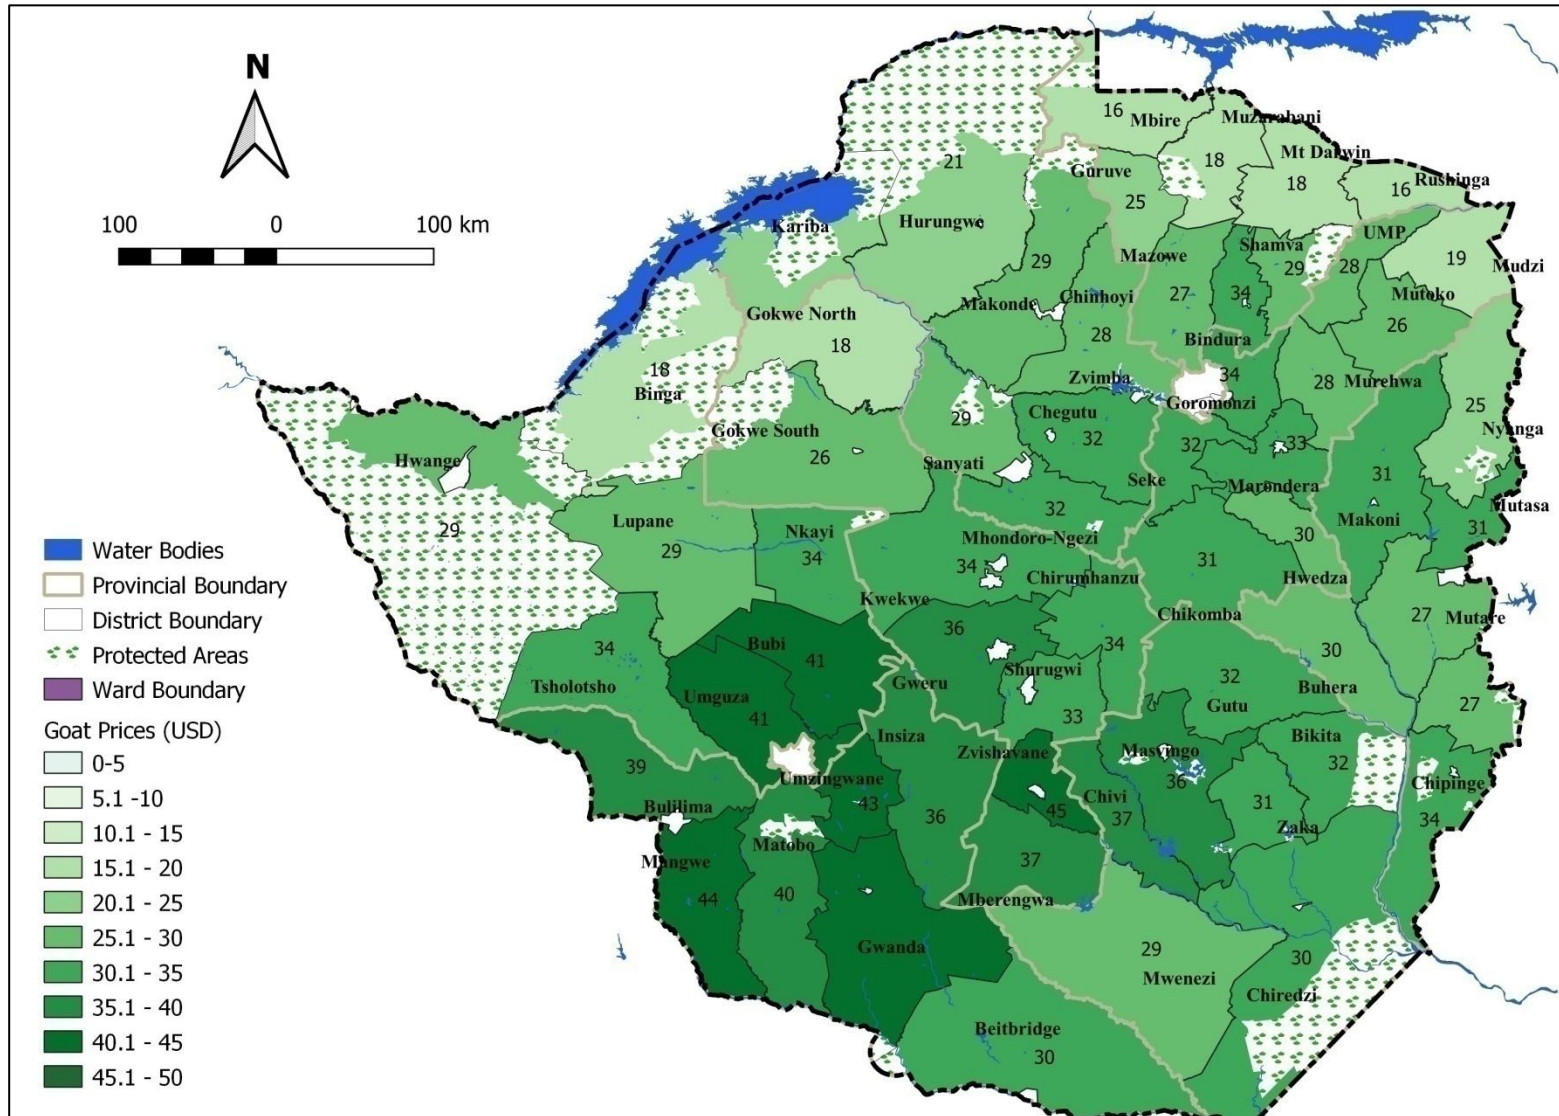 N
100 0 100 km
16
Mbire
Muzarabani
18
Mt Darwin
18
16
Rushinga
21
Guruve
25
Hurungwe
Kariba
UMP
28
19
Mudzi
Shamva
29
Mazowe
27
34
Mutoko
26
29
Makonde
Chinhoyi
28
Bindura
Gokwe North
18
18
Binga
Zvimba
34
Goromonzi
28
Murehwa
25
Nyanga
Gokwe South
26
29
Chegutu
32
32
33
Hwange
Sanyati
Seke
Marondera
31
Makoni
Mutasa
31
29
Lupane
29
Nkayi
34
32
Mhondoro-Ngezi
34
30
Hwedza
31
Chirumhanzu
Kwekwe
Chikomba
27
Mutare
36
34
34
Tsholotsho
Bubi
41
Umguza
41
Gweru
Shurugwi
33
30
Buhera
32
Gutu
27
Insiza
Zvishavane
45
Masvingo
36
Bikita
32
39
Bulilima
Umzingwane
43
36
Chivi
37
31
Zaka
Chipinge
34
Mangwe
44
Matobo
40
37
Mberengwa
Gwanda
29
Mwenezi
30
Chiredzi
Beitbridge
30
Water Bodies
Provincial Boundary
District Boundary
Protected Areas
Ward Boundary
Goat Prices (USD)
0-5
5.1 -10
10.1 - 15
15.1 - 20
20.1 - 25
25.1 - 30
30.1 - 35
35.1 - 40
40.1 - 45
45.1 - 50